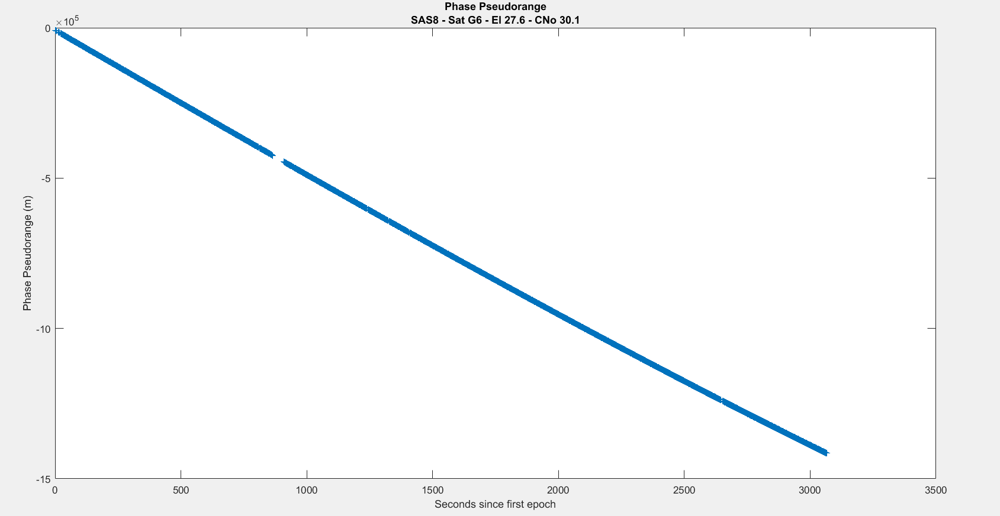 Phase Pseudorange
SAS8 - Sat G6 - El 27.6 - CNo 30.1
×10⁵
0
-5
-10
-15
Phase Pseudorange (m)
0 500 1000 1500 2000 2500 3000 3500
Seconds since first epoch